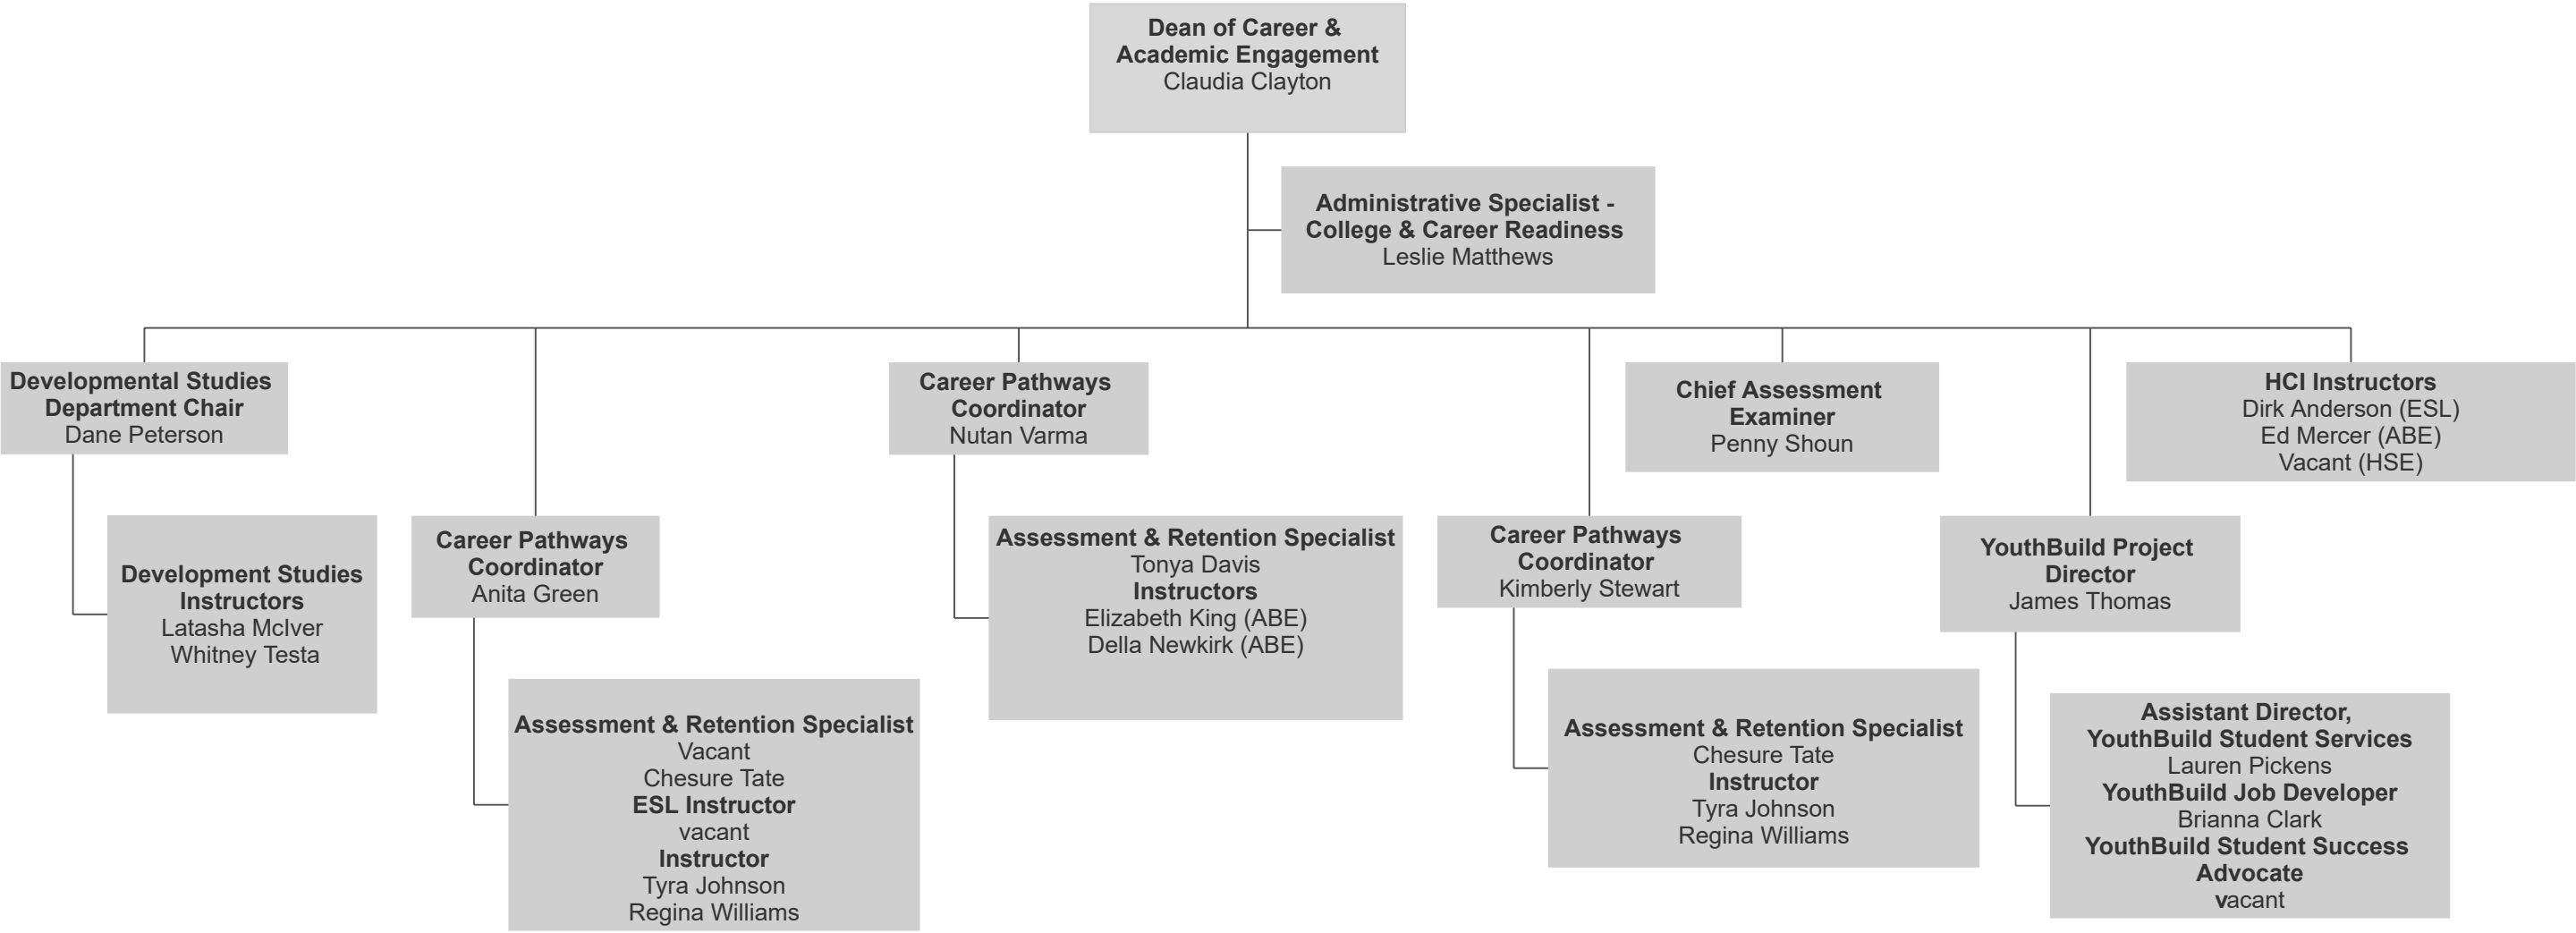 Dean of Career &
Academic Engagement
Claudia Clayton
Administrative Specialist -
College & Career Readiness
Leslie Matthews
Developmental Studies
Department Chair
Dane Peterson
Development Studies
Instructors
Latasha McIver
Whitney Testa
Career Pathways
Coordinator
Anita Green
Assessment & Retention Specialist
Vacant
Chesure Tate
ESL Instructor
vacant
Instructor
Tyra Johnson
Regina Williams
Career Pathways
Coordinator
Nutan Varma
Assessment & Retention Specialist
Tonya Davis
Instructors
Elizabeth King (ABE)
Della Newkirk (ABE)
Career Pathways
Coordinator
Kimberly Stewart
Assessment & Retention Specialist
Chesure Tate
Instructor
Tyra Johnson
Regina Williams
Chief Assessment
Examiner
Penny Shoun
YouthBuild Project
Director
James Thomas
Assistant Director,
YouthBuild Student Services
Lauren Pickens
YouthBuild Job Developer
Brianna Clark
YouthBuild Student Success
Advocate
vacant
HCI Instructors
Dirk Anderson (ESL)
Ed Mercer (ABE)
Vacant (HSE)